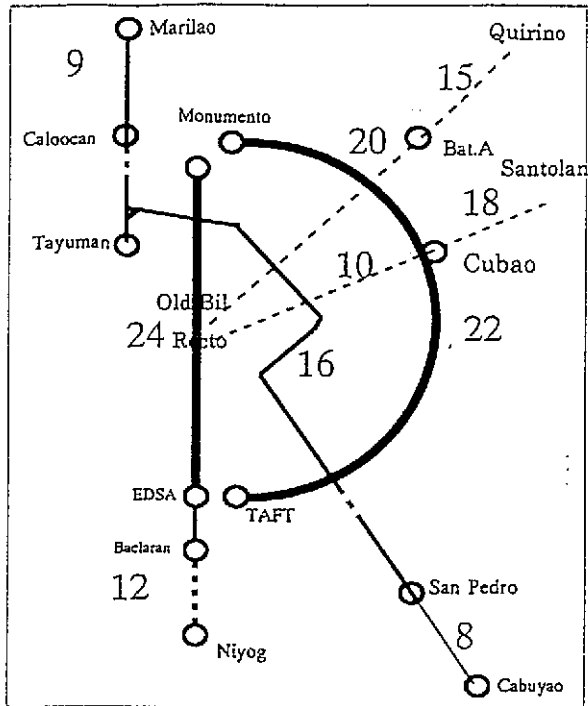 Marilao
Quirino
9
15
Monumento
Caloocan
20
Bat.A
Santolan
18
Tayuman
10
Cubao
Old Bil
24
Recto
22
16
EDSA
TAFT
Baclaran
12
San Pedro
Niyog
8
Cabuyao